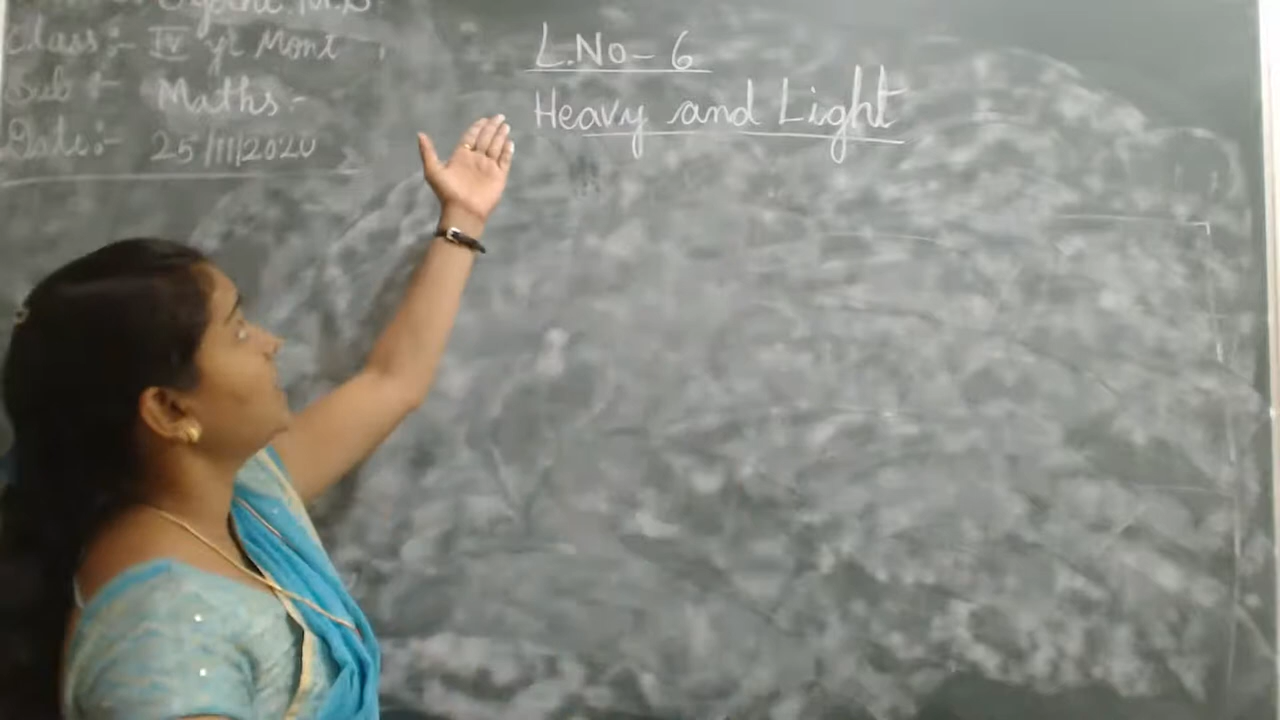 Class:- IV yr Mont
Sub :- Maths-
Date:- 25/11/2020
L.No-6
Heavy and Light